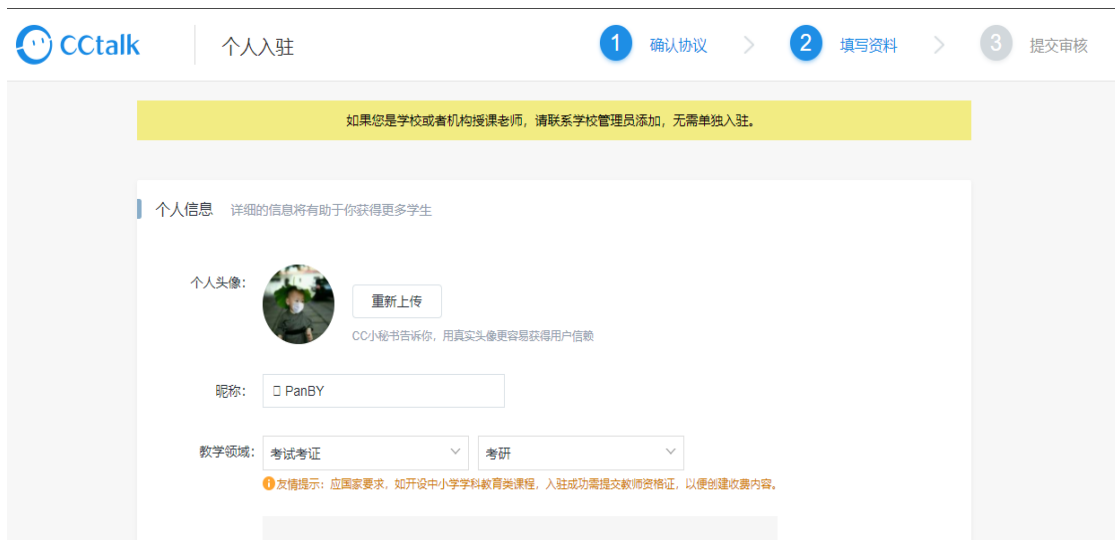 CCtalk 个人入驻 1 确认协议 2 填写资料 3 提交审核
如果您是学校或者机构授课老师，请联系学校管理员添加，无需单独入驻。
个人信息 详细的信息将有助于你获得更多学生
个人头像：
重新上传
CC小秘书告诉你，用真实头像更容易获得用户信赖
昵称： PanBY
教学领域： 考试考证 考研
友情提示：应国家要求，如开设中小学学科教育类课程，入驻成功需提交教师资格证，以便创建收费内容。